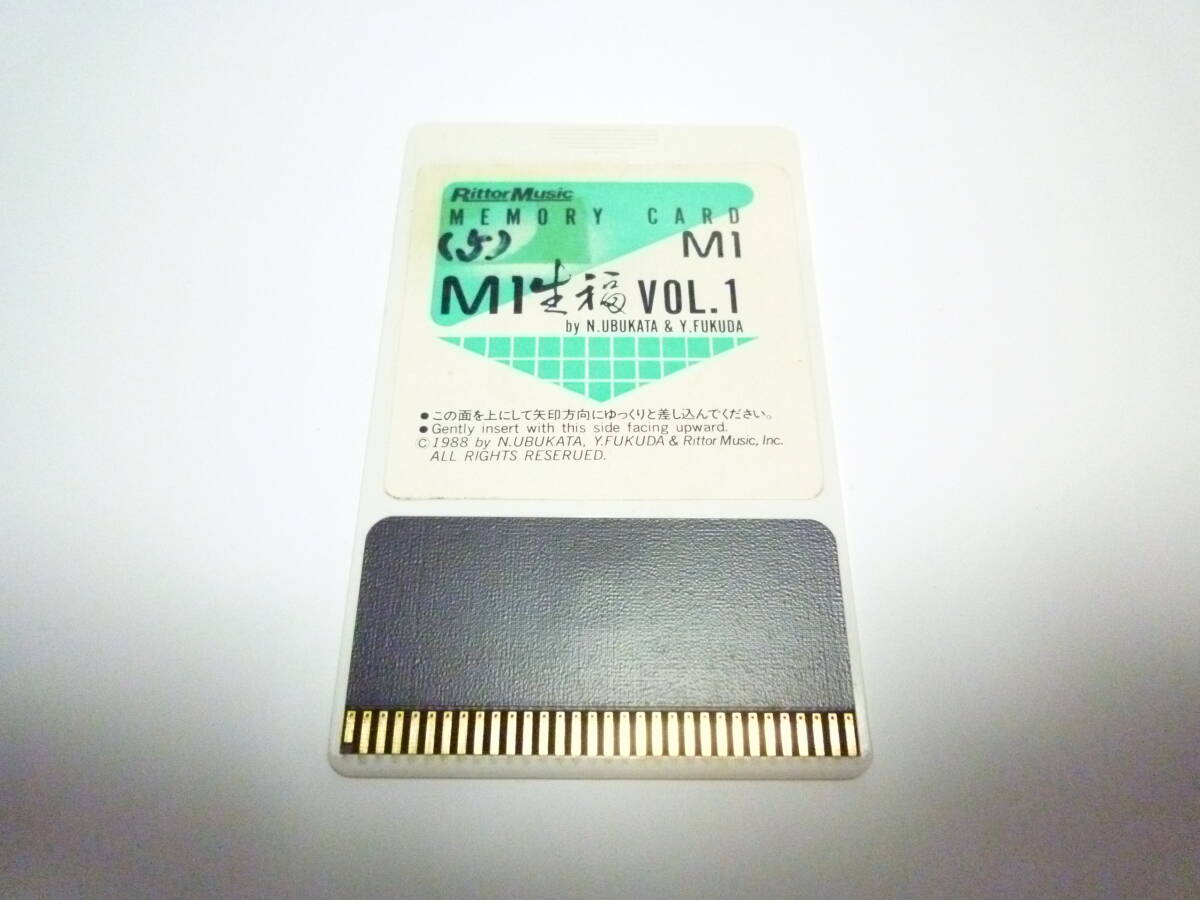 RittorMusic
MEMORY CARD
M1
M1生福 VOL.1
by N.UBUKATA & Y.FUKUDA
●この面を上にして矢印方向にゆっくりと差し込んでください。
●Gently insert with this side facing upward.
©1988 by N.UBUKATA, Y.FUKUDA & Rittor Music, Inc.
ALL RIGHTS RESERUED.